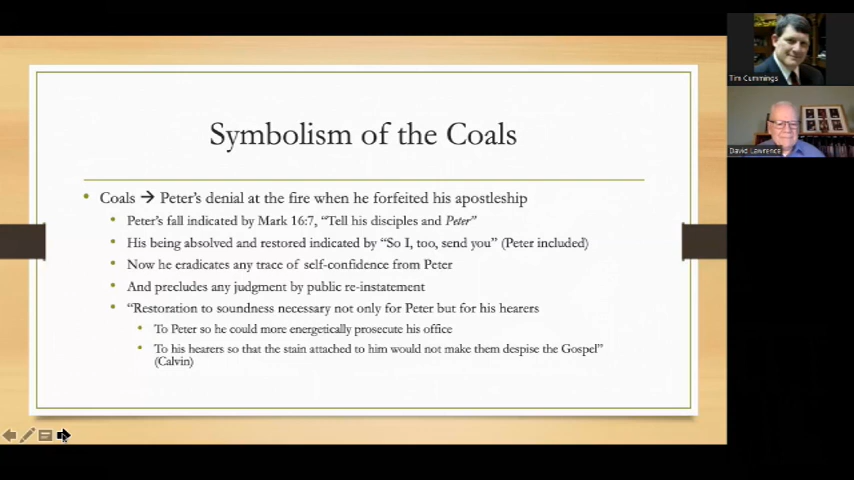 Symbolism of the Coals
Coals → Peter's denial at the fire when he forfeited his apostleship
Peter's fall indicated by Mark 16:7, “Tell his disciples and Peter”
His being absolved and restored indicated by “So I, too, send you” (Peter included)
Now he eradicates any trace of self-confidence from Peter
And precludes any judgment by public re-instatement
“Restoration to soundness necessary not only for Peter but for his hearers
To Peter so he could more energetically prosecute his office
To his hearers so that the stain attached to him would not make them despise the Gospel”
(Calvin)
Tim Cummings
David Lawrence